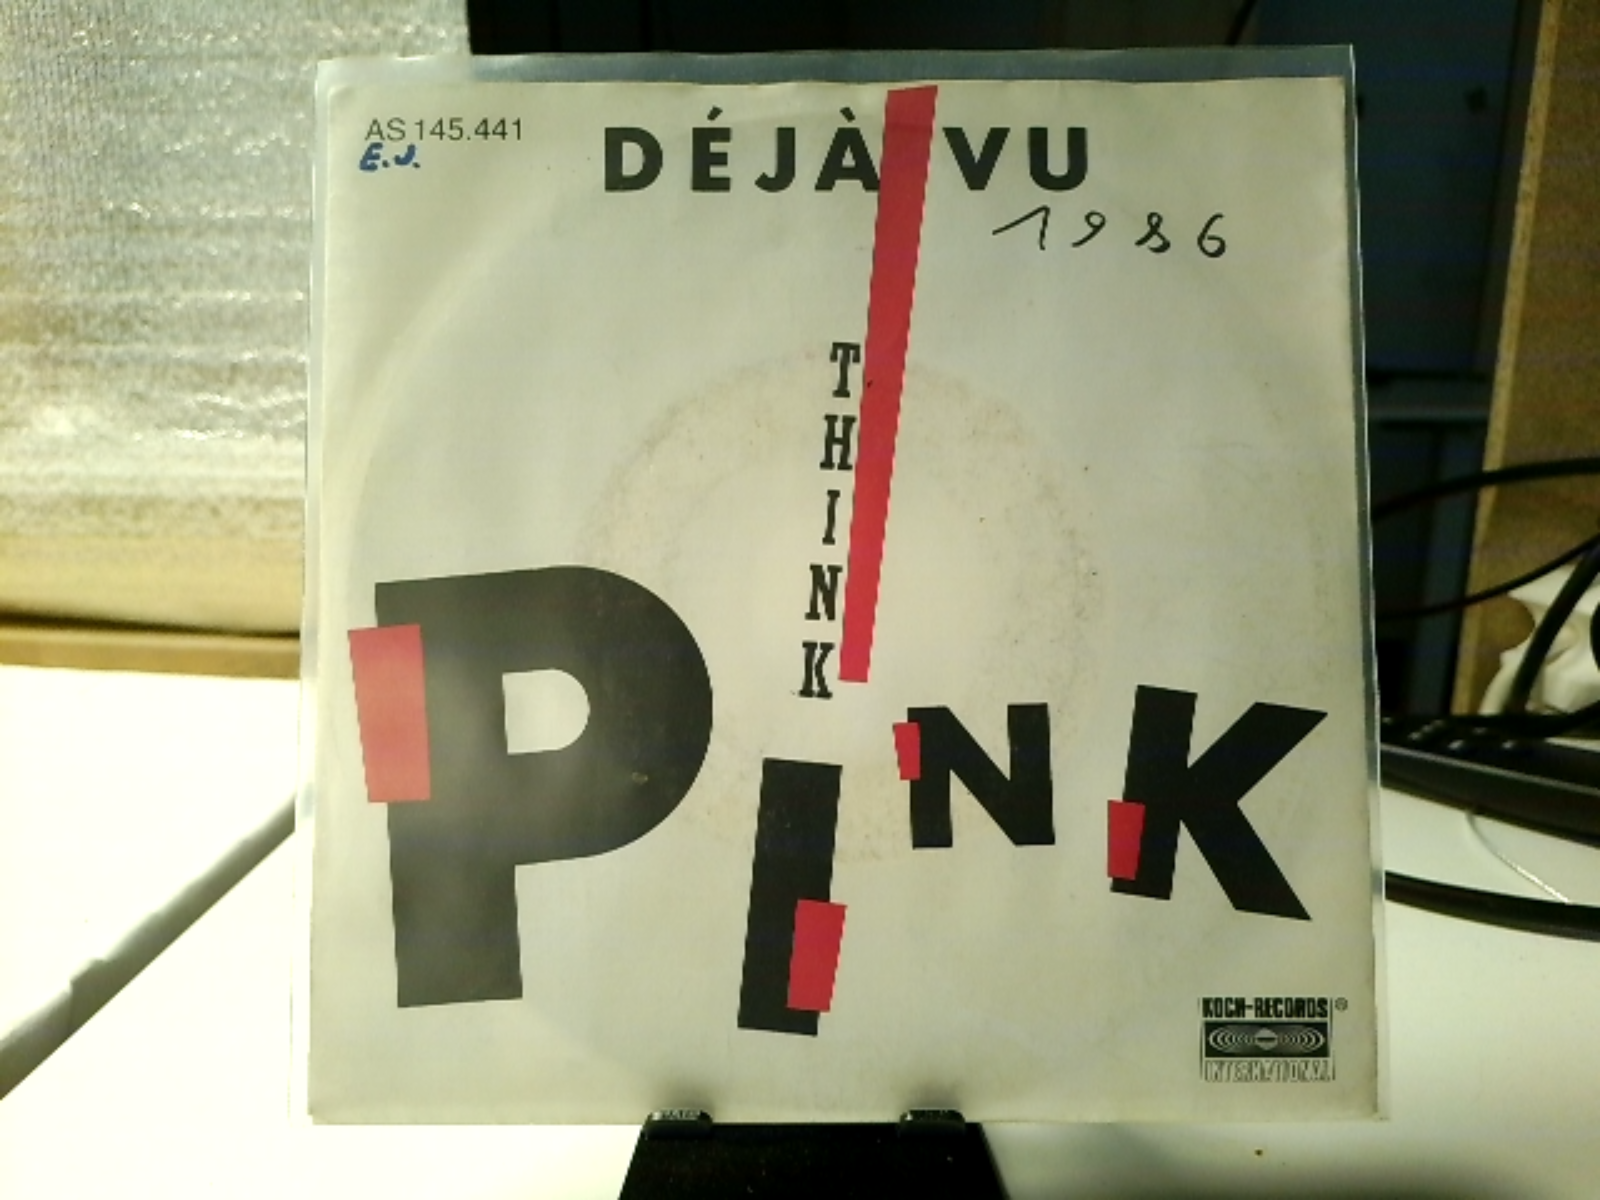 AS 145.441
E.J.
DÉJÀ VU
1986
THINK
PINK
KOCH-RECORDS ®
INTERNATIONAL